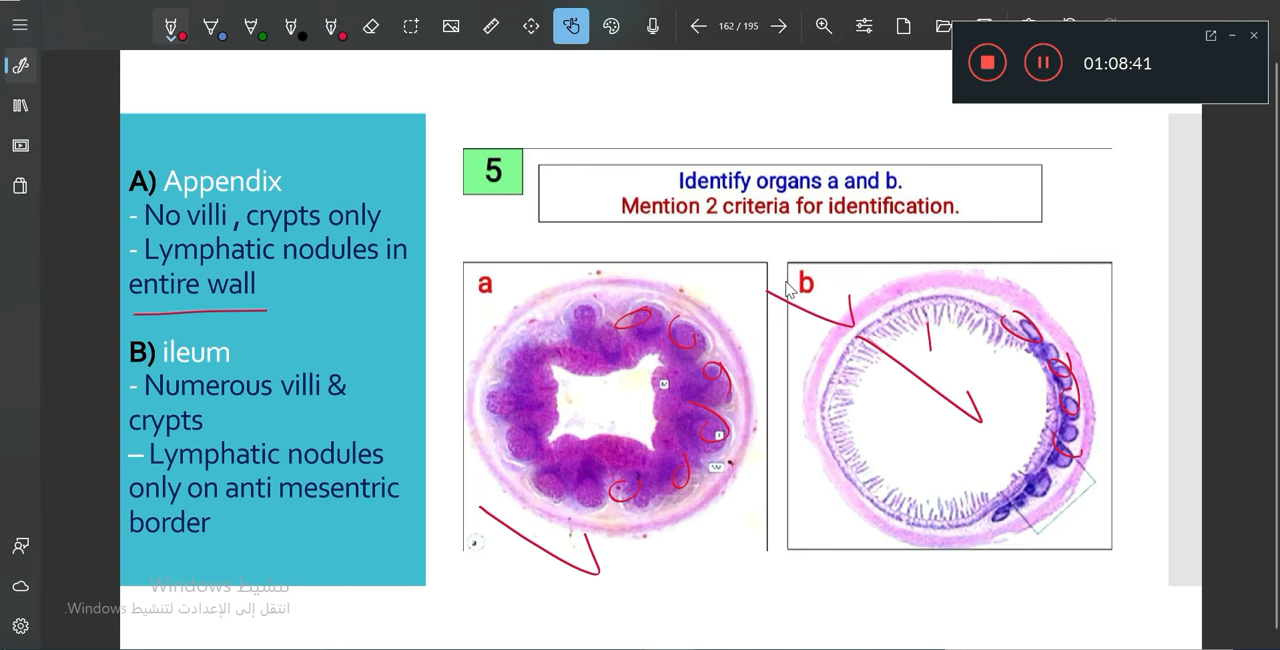 162 / 195
01:08:41
A) Appendix
- No villi , crypts only
- Lymphatic nodules in
entire wall
B) ileum
- Numerous villi &
crypts
– Lymphatic nodules
only on anti mesentric
border
5
Identify organs a and b.
Mention 2 criteria for identification.
a
b
تنشيط Windows
انتقل إلى الإعدادات لتنشيط Windows.